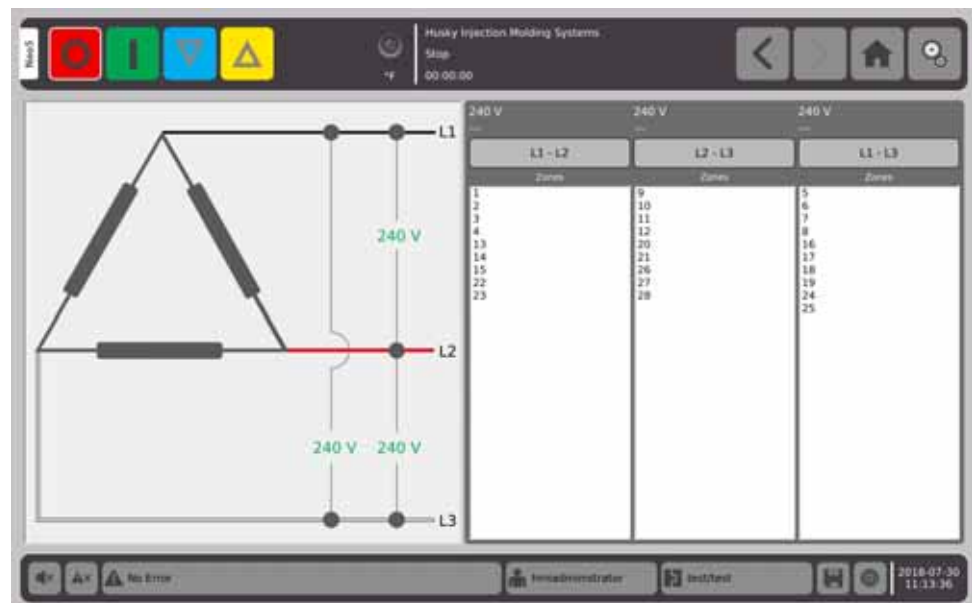 Neo5
Husky Injection Molding Systems
Stop
°F
00:00:00
L1
240 V
L2
240 V
240 V
L3
240 V
240 V
240 V
---
---
---
L1 - L2
L2 - L3
L1 - L3
Zones
Zones
Zones
1
2
3
4
13
14
15
22
23
9
10
11
12
20
21
26
27
28
5
6
7
8
16
17
18
19
24
25
No Error
test/test
2018-07-30
11:13:36